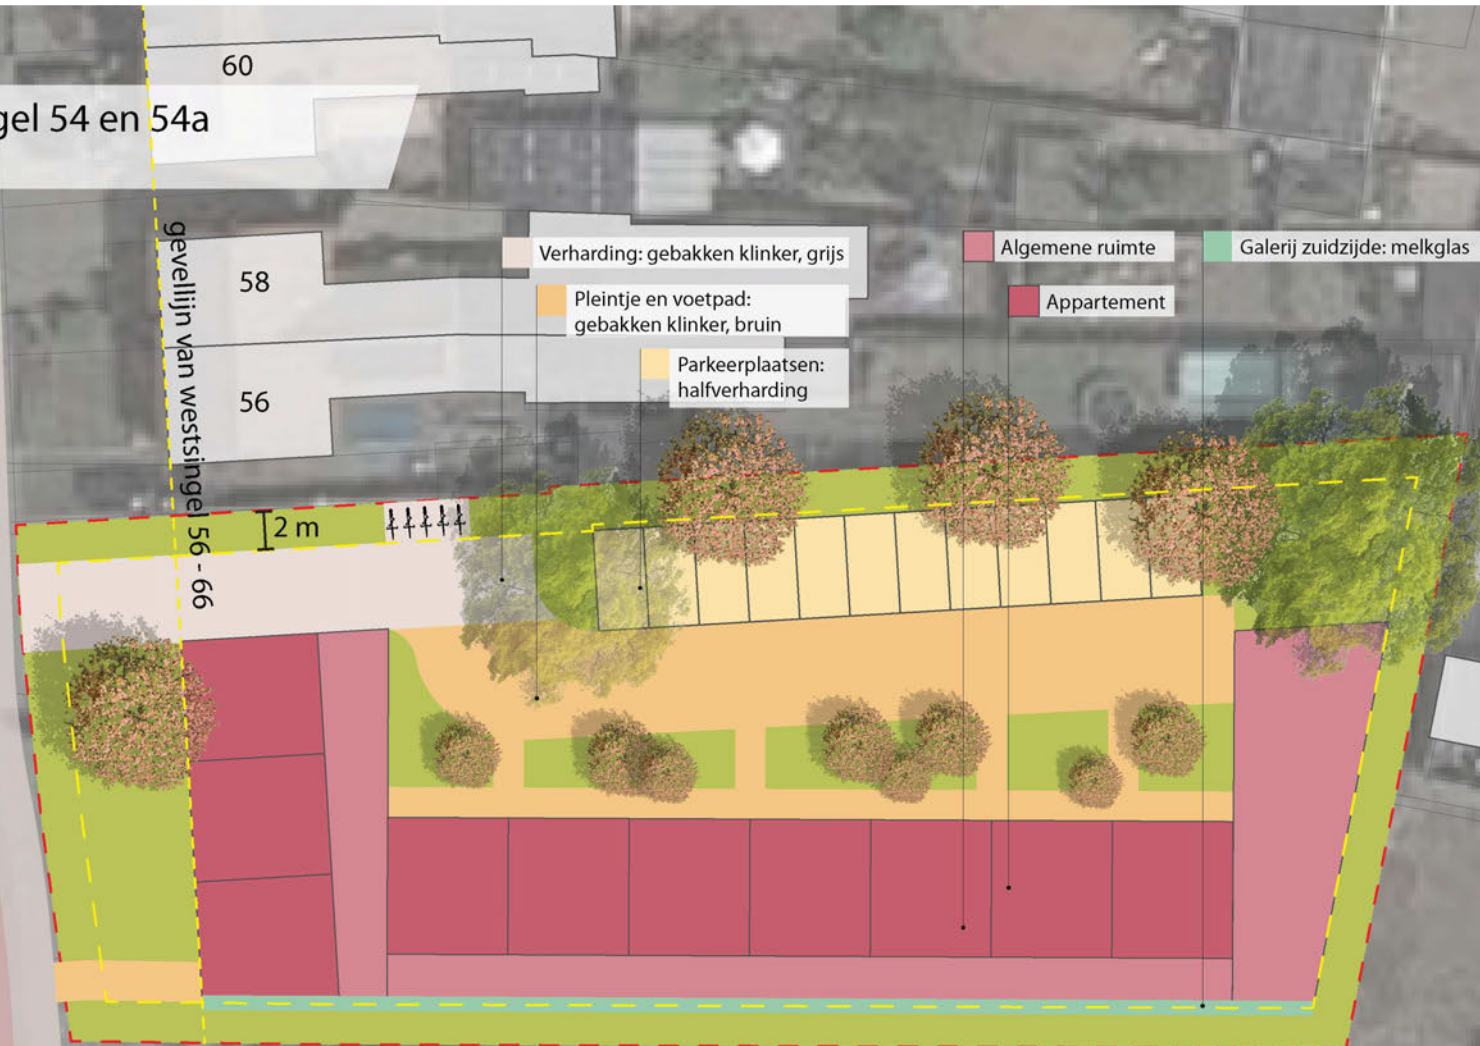 60
gel 54 en 54a
gevellijn van westsingel 56 - 66
58
56
Verharding: gebakken klinker, grijs
Pleintje en voetpad:
gebakken klinker, bruin
Parkeerplaatsen:
halfverharding
Algemene ruimte
Appartement
Galerij zuidzijde: melkglas
2 m